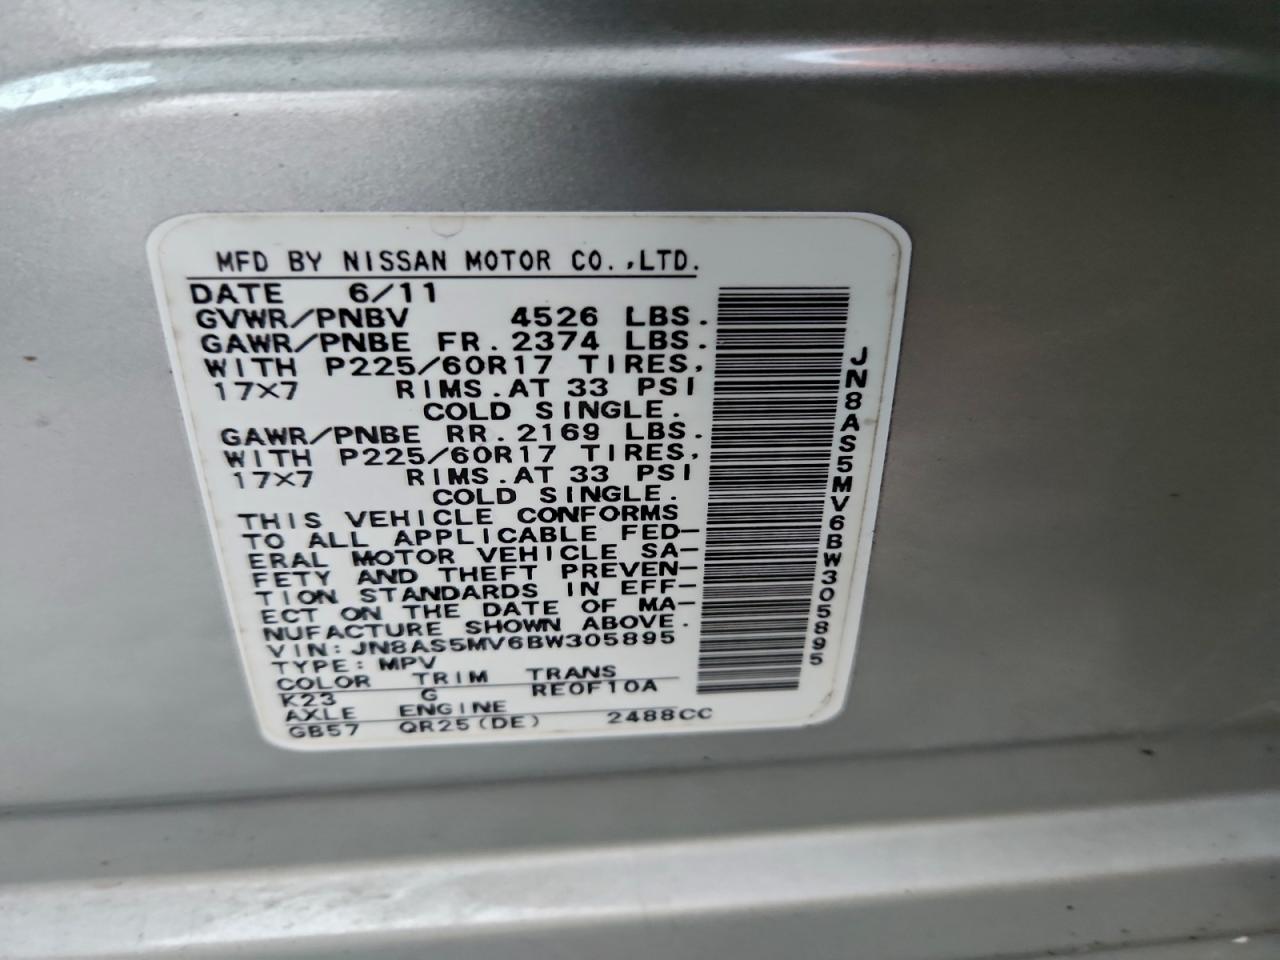 MFD BY NISSAN MOTOR CO.,LTD.
DATE 6/11
GVWR/PNBV 4526 LBS.
GAWR/PNBE FR. 2374 LBS.
WITH P225/60R17 TIRES,
17X7 RIMS.AT 33 PSI
COLD SINGLE.
GAWR/PNBE RR. 2169 LBS.
WITH P225/60R17 TIRES,
17X7 RIMS.AT 33 PSI
COLD SINGLE.
THIS VEHICLE CONFORMS
TO ALL APPLICABLE FED-
ERAL MOTOR VEHICLE SA-
FETY AND THEFT PREVEN-
TION STANDARDS IN EFF-
ECT ON THE DATE OF MA-
NUFACTURE SHOWN ABOVE.
VIN: JN8AS5MV6BW305895
TYPE: MPV
COLOR TRIM TRANS
K23 G RE0F10A
AXLE ENGINE
GB57 QR25(DE) 2488CC
JN8AS5MV6BW305895